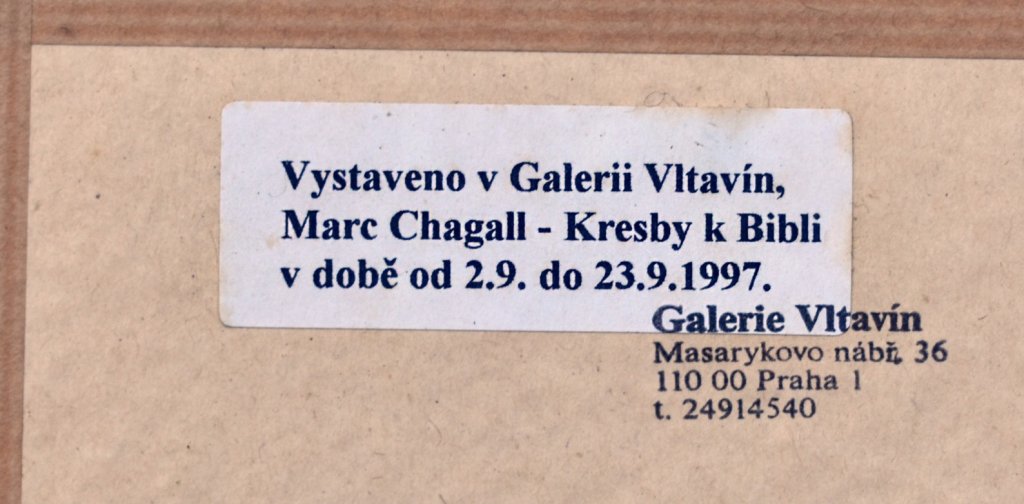 Vystaveno v Galerii Vltavín,
Marc Chagall - Kresby k Bibli
v době od 2.9. do 23.9.1997.
Galerie Vltavín
Masarykovo nábř. 36
110 00 Praha 1
t. 24914540